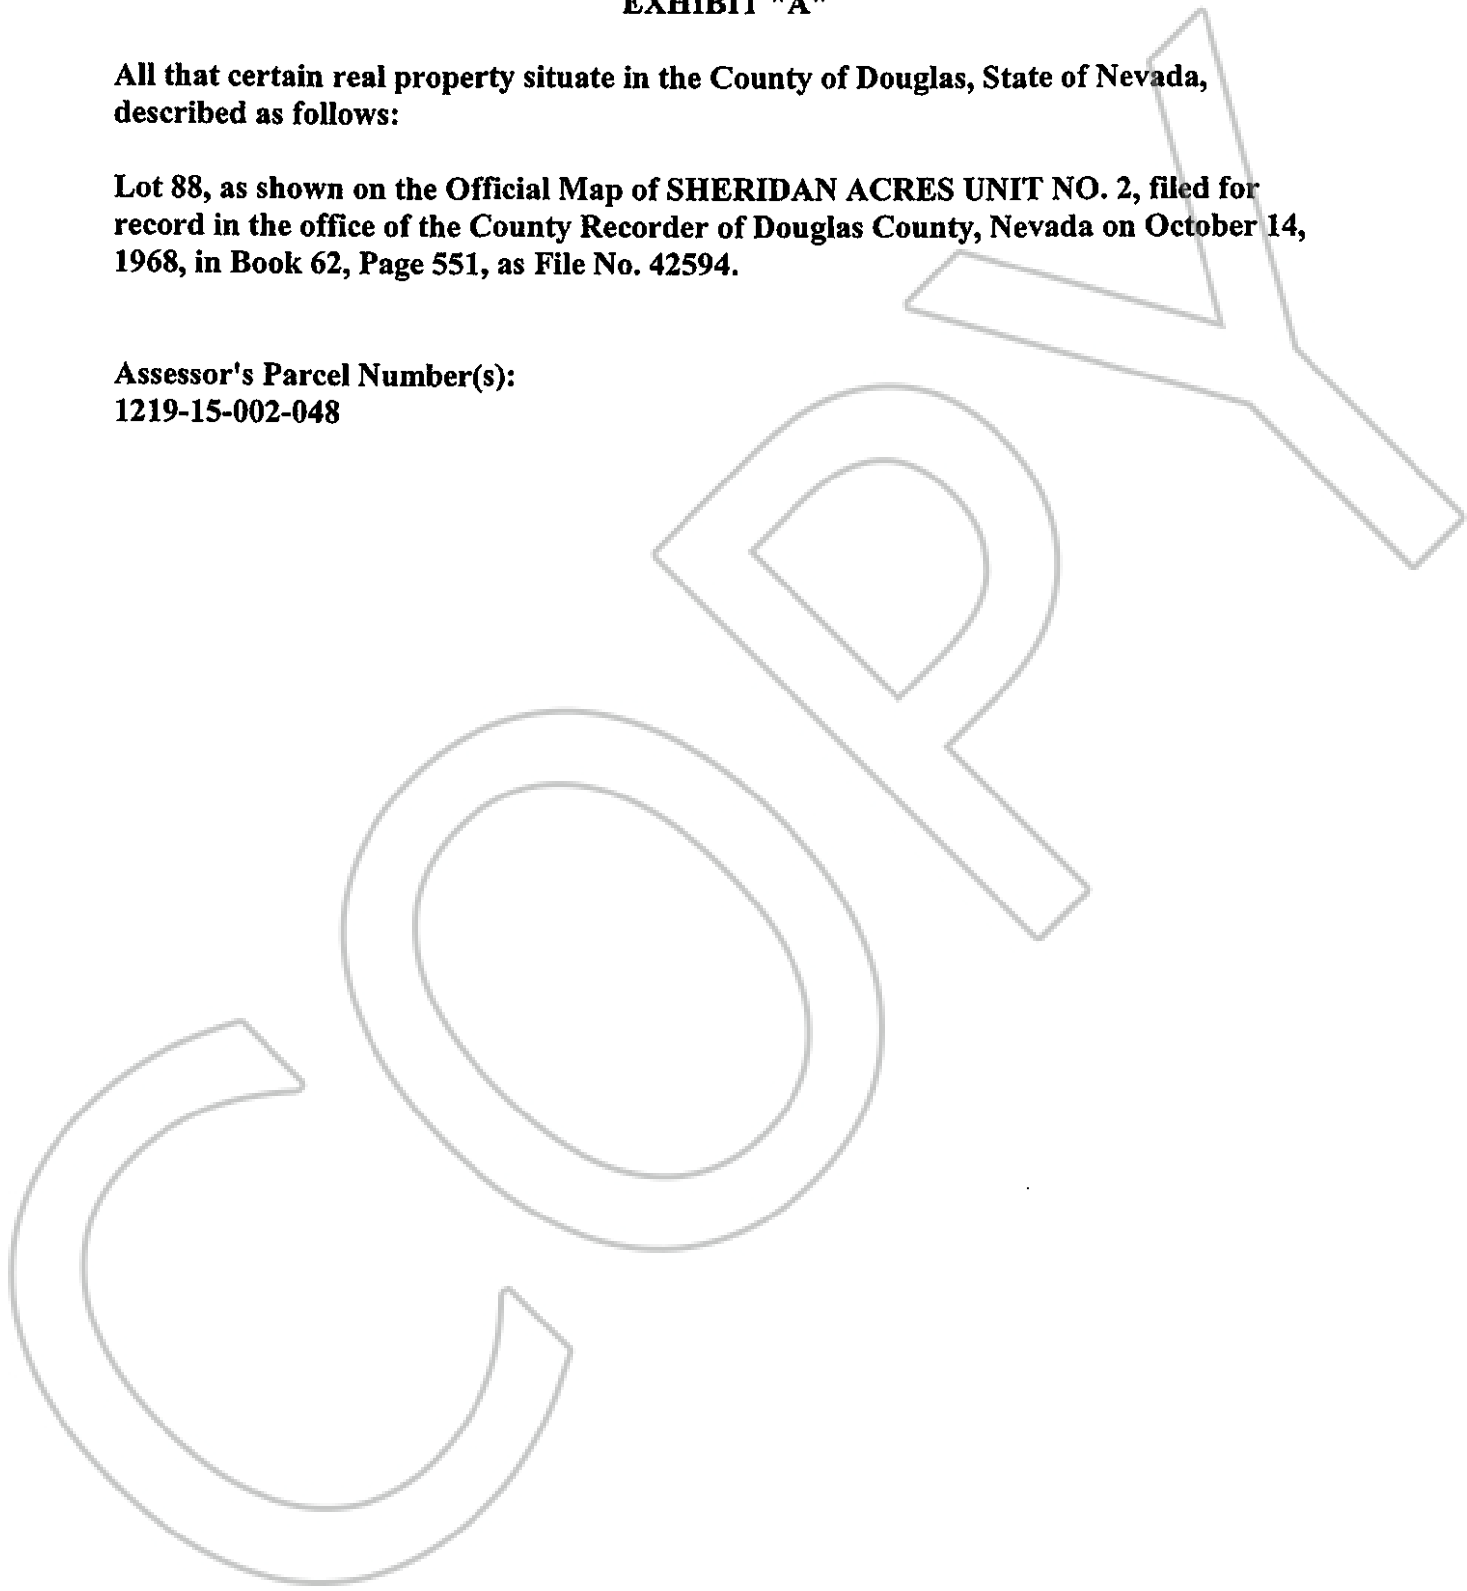 EXHIBIT "A"
All that certain real property situate in the County of Douglas, State of Nevada,
described as follows:
Lot 88, as shown on the Official Map of SHERIDAN ACRES UNIT NO. 2, filed for
record in the office of the County Recorder of Douglas County, Nevada on October 14,
1968, in Book 62, Page 551, as File No. 42594.
Assessor's Parcel Number(s):
1219-15-002-048
COPY